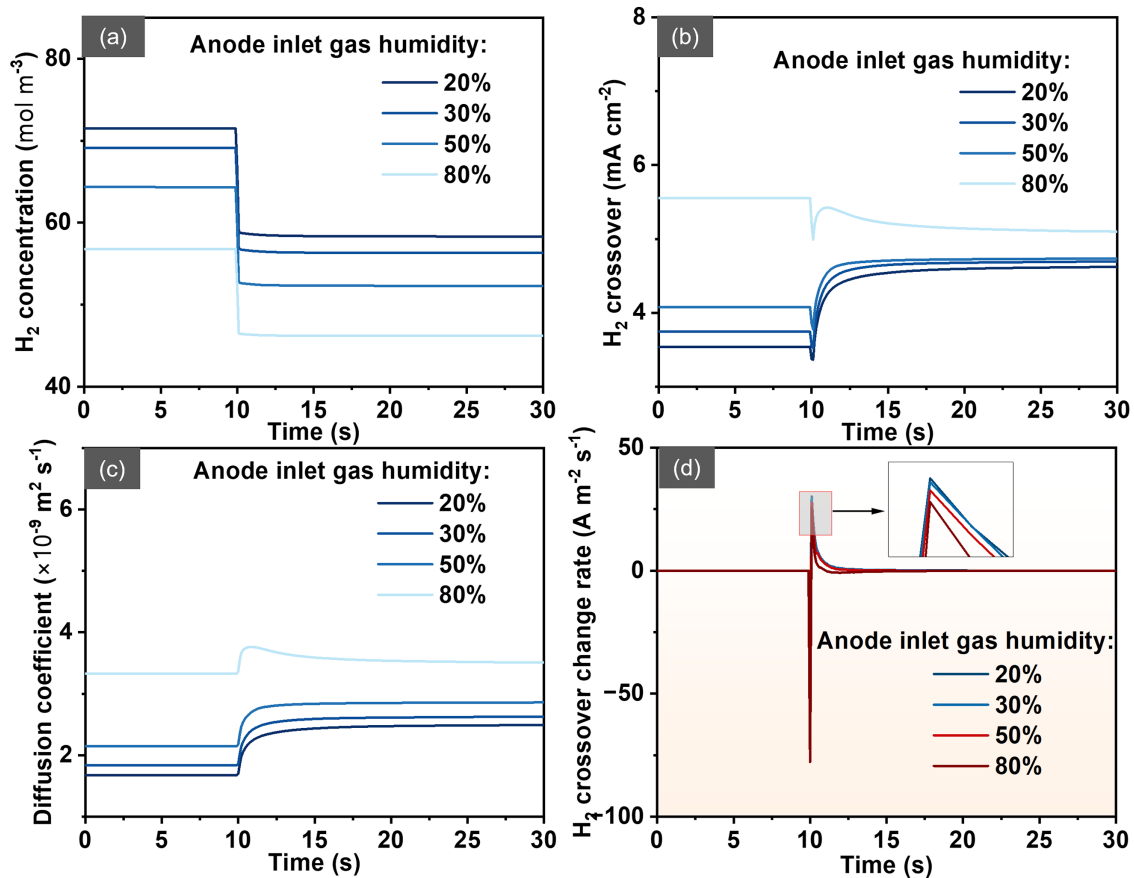 (a)
Anode inlet gas humidity:
20%
30%
50%
80%
80
60
40
H₂ concentration (mol m⁻³)
0 5 10 15 20 25 30
Time (s)
(b)
Anode inlet gas humidity:
20%
30%
50%
80%
8
6
4
H₂ crossover (mA cm⁻²)
0 5 10 15 20 25 30
Time (s)
(c)
Anode inlet gas humidity:
20%
30%
50%
80%
6
4
2
Diffusion coefficient (× 10⁻⁹ m² s⁻¹)
0 5 10 15 20 25 30
Time (s)
(d)
50
0
−50
−100
H₂ crossover change rate (A m⁻² s⁻¹)
Anode inlet gas humidity:
20%
30%
50%
80%
0 5 10 15 20 25 30
Time (s)